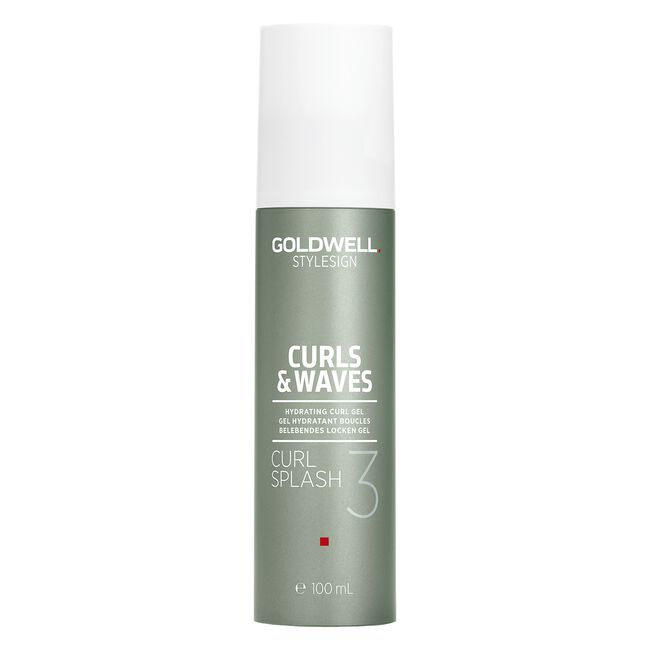 GOLDWELL.
STYLESIGN
CURLS
& WAVES
HYDRATING CURL GEL
GEL HYDRATANT BOUCLES
BELEBENDES LOCKEN GEL
CURL
SPLASH 3
℮ 100 mL